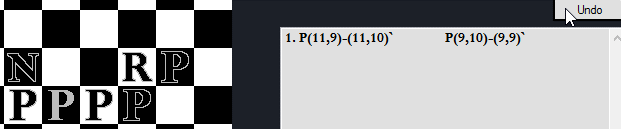 Undo
1. P(11,9)-(11,10)` P(9,10)-(9,9)`
N R P
P P P P